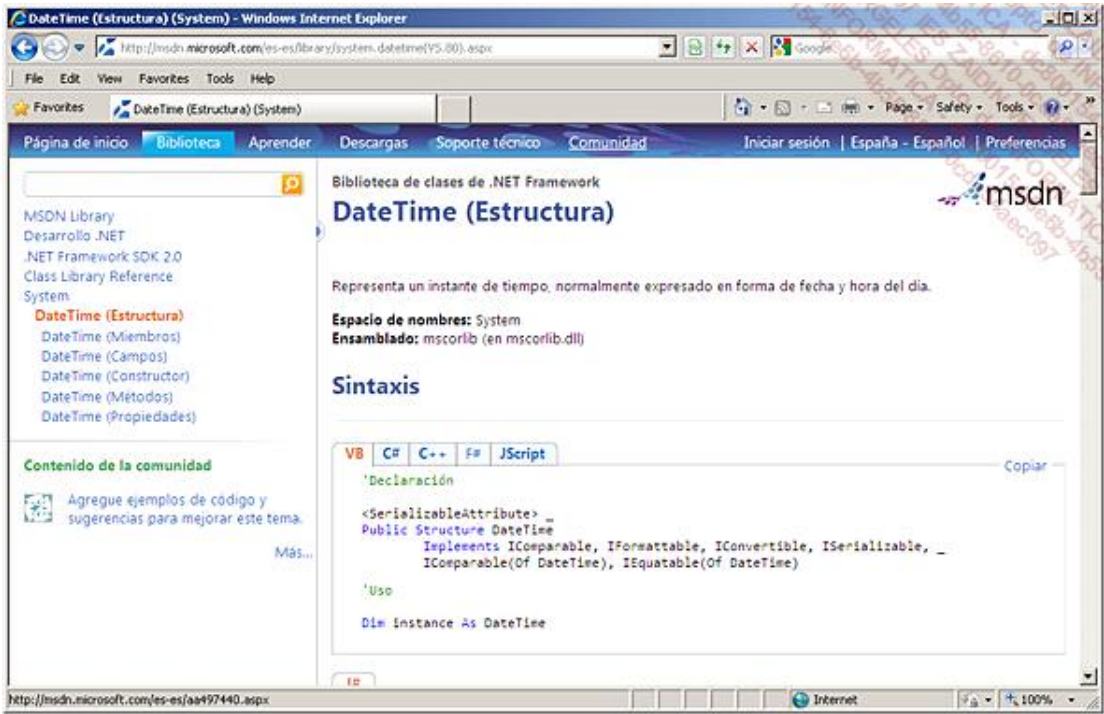 DateTime (Estructura) (System) - Windows Internet Explorer
http://msdn.microsoft.com/es-es/library/system.datetime(VS.80).aspx
Google
File Edit View Favorites Tools Help
Favorites DateTime (Estructura) (System) Page Safety Tools
Página de inicio Biblioteca Aprender Descargas Soporte técnico Comunidad Iniciar sesión | España - Español | Preferencias
MSDN Library
Desarrollo .NET
.NET Framework SDK 2.0
Class Library Reference
System
DateTime (Estructura)
DateTime (Miembros)
DateTime (Campos)
DateTime (Constructor)
DateTime (Métodos)
DateTime (Propiedades)
Contenido de la comunidad
Agregue ejemplos de código y
sugerencias para mejorar este tema.
Más...
Biblioteca de clases de .NET Framework
msdn
DateTime (Estructura)
Representa un instante de tiempo, normalmente expresado en forma de fecha y hora del día.
Espacio de nombres: System
Ensamblado: mscorlib (en mscorlib.dll)
Sintaxis
VB C# C++ F# JScript
Copiar
'Declaración
<SerializableAttribute> _
Public Structure DateTime
Implements IComparable, IFormattable, IConvertible, ISerializable, _
IComparable(Of DateTime), IEquatable(Of DateTime)
'Uso
Dim instance As DateTime
http://msdn.microsoft.com/es-es/aa497440.aspx Internet 100%